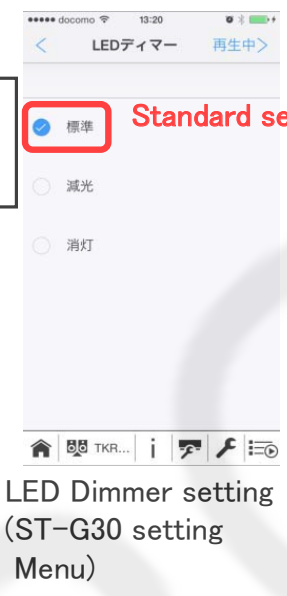 docomo 13:20
< LEDディマー 再生中>
標準
Standard se
減光
消灯
TKR... i
LED Dimmer setting
(ST-G30 setting
Menu)